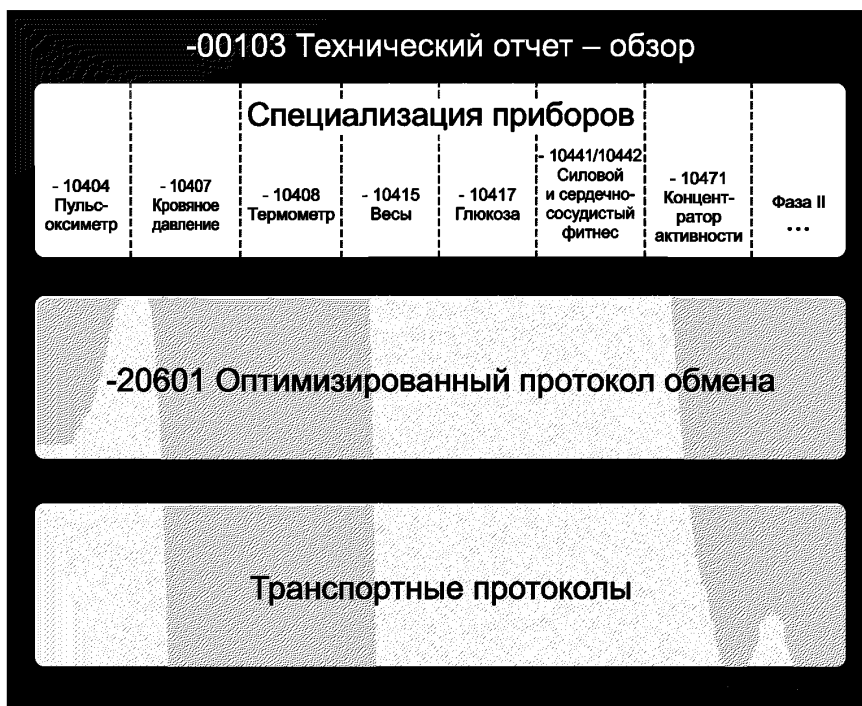 -00103 Технический отчет – обзор
Специализация приборов
- 10404
Пульс-
оксиметр
- 10407
Кровяное
давление
- 10408
Термометр
- 10415
Весы
- 10417
Глюкоза
- 10441/10442
Силовой
и сердечно-
сосудистый
фитнес
- 10471
Концент-
ратор
активности
Фаза II
...
-20601 Оптимизированный протокол обмена
Транспортные протоколы